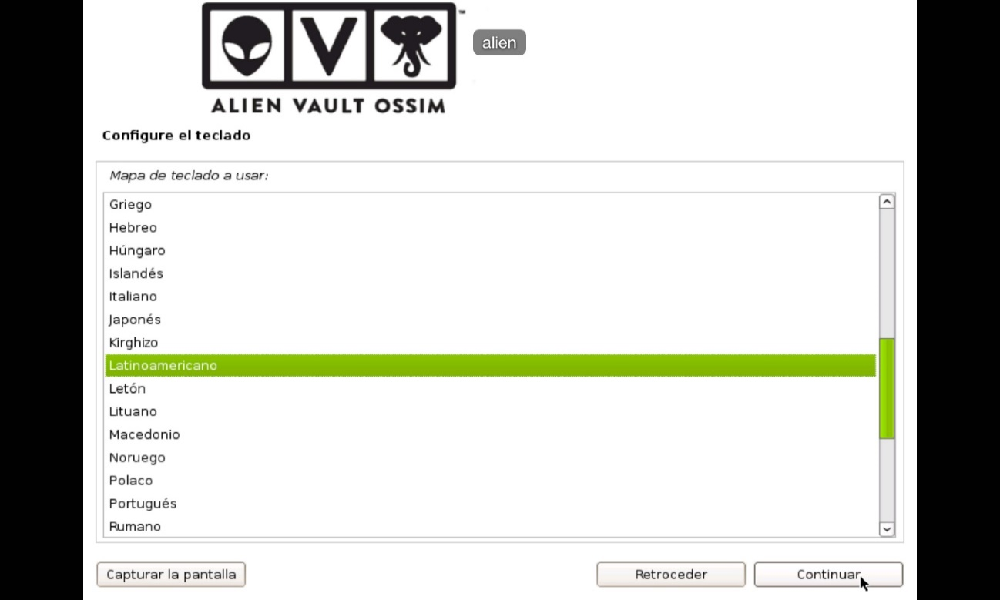 ™
alien
ALIEN VAULT OSSIM
Configure el teclado
Mapa de teclado a usar:
Griego
Hebreo
Húngaro
Islandés
Italiano
Japonés
Kirghizo
Latinoamericano
Letón
Lituano
Macedonio
Noruego
Polaco
Portugués
Rumano
Capturar la pantalla
Retroceder
Continuar